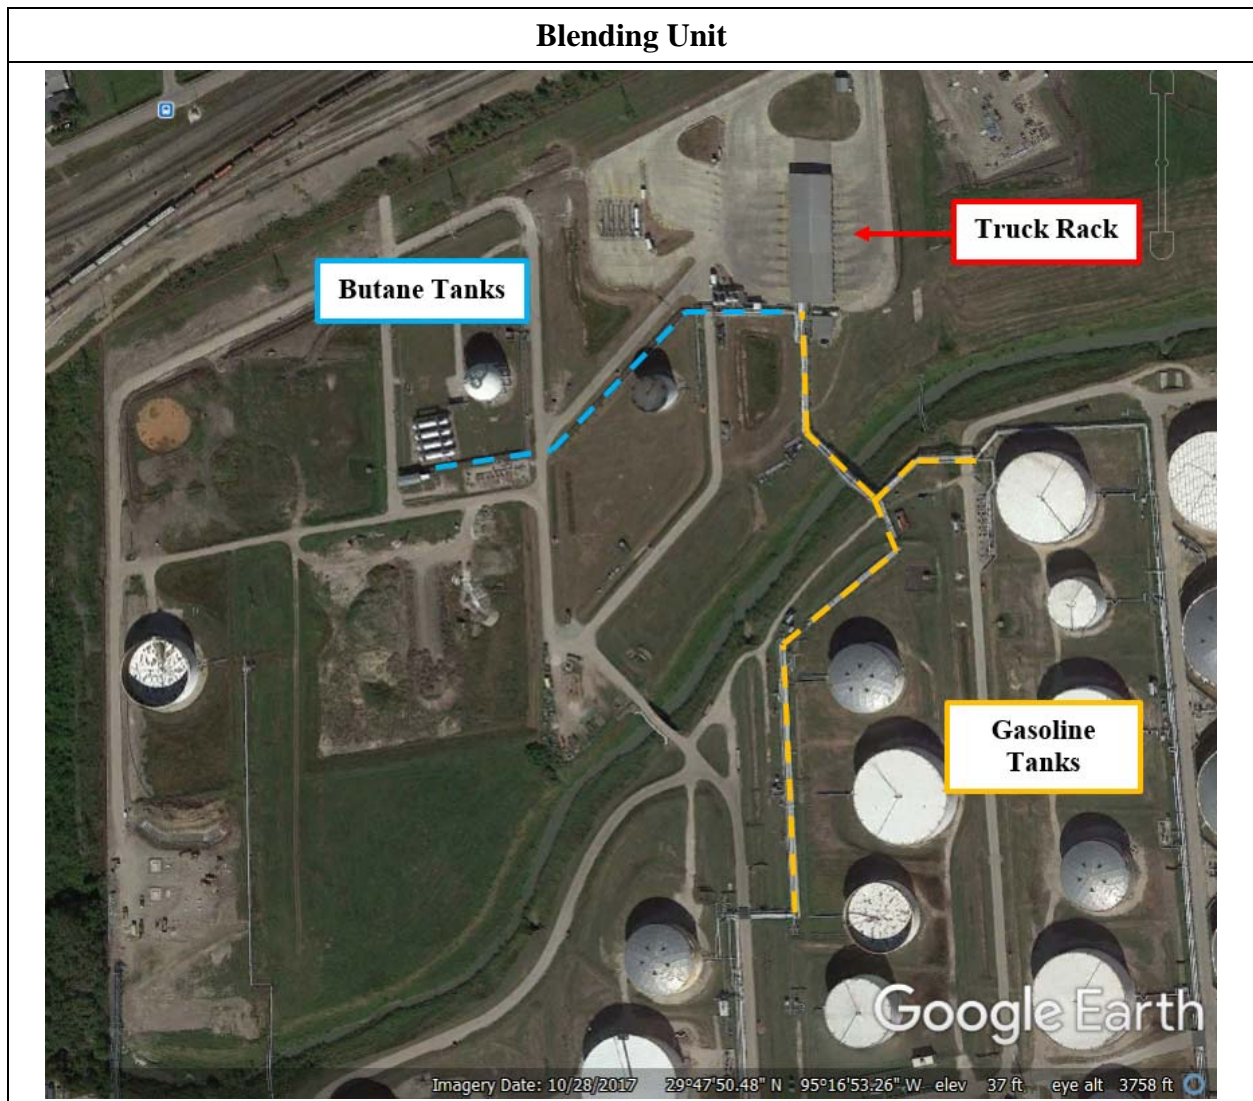 Blending Unit
Truck Rack
Butane Tanks
Gasoline
Tanks
Google Earth
Imagery Date: 10/28/2017 29°47'50.48" N 95°16'53.26" W elev 37 ft eye alt 3758 ft